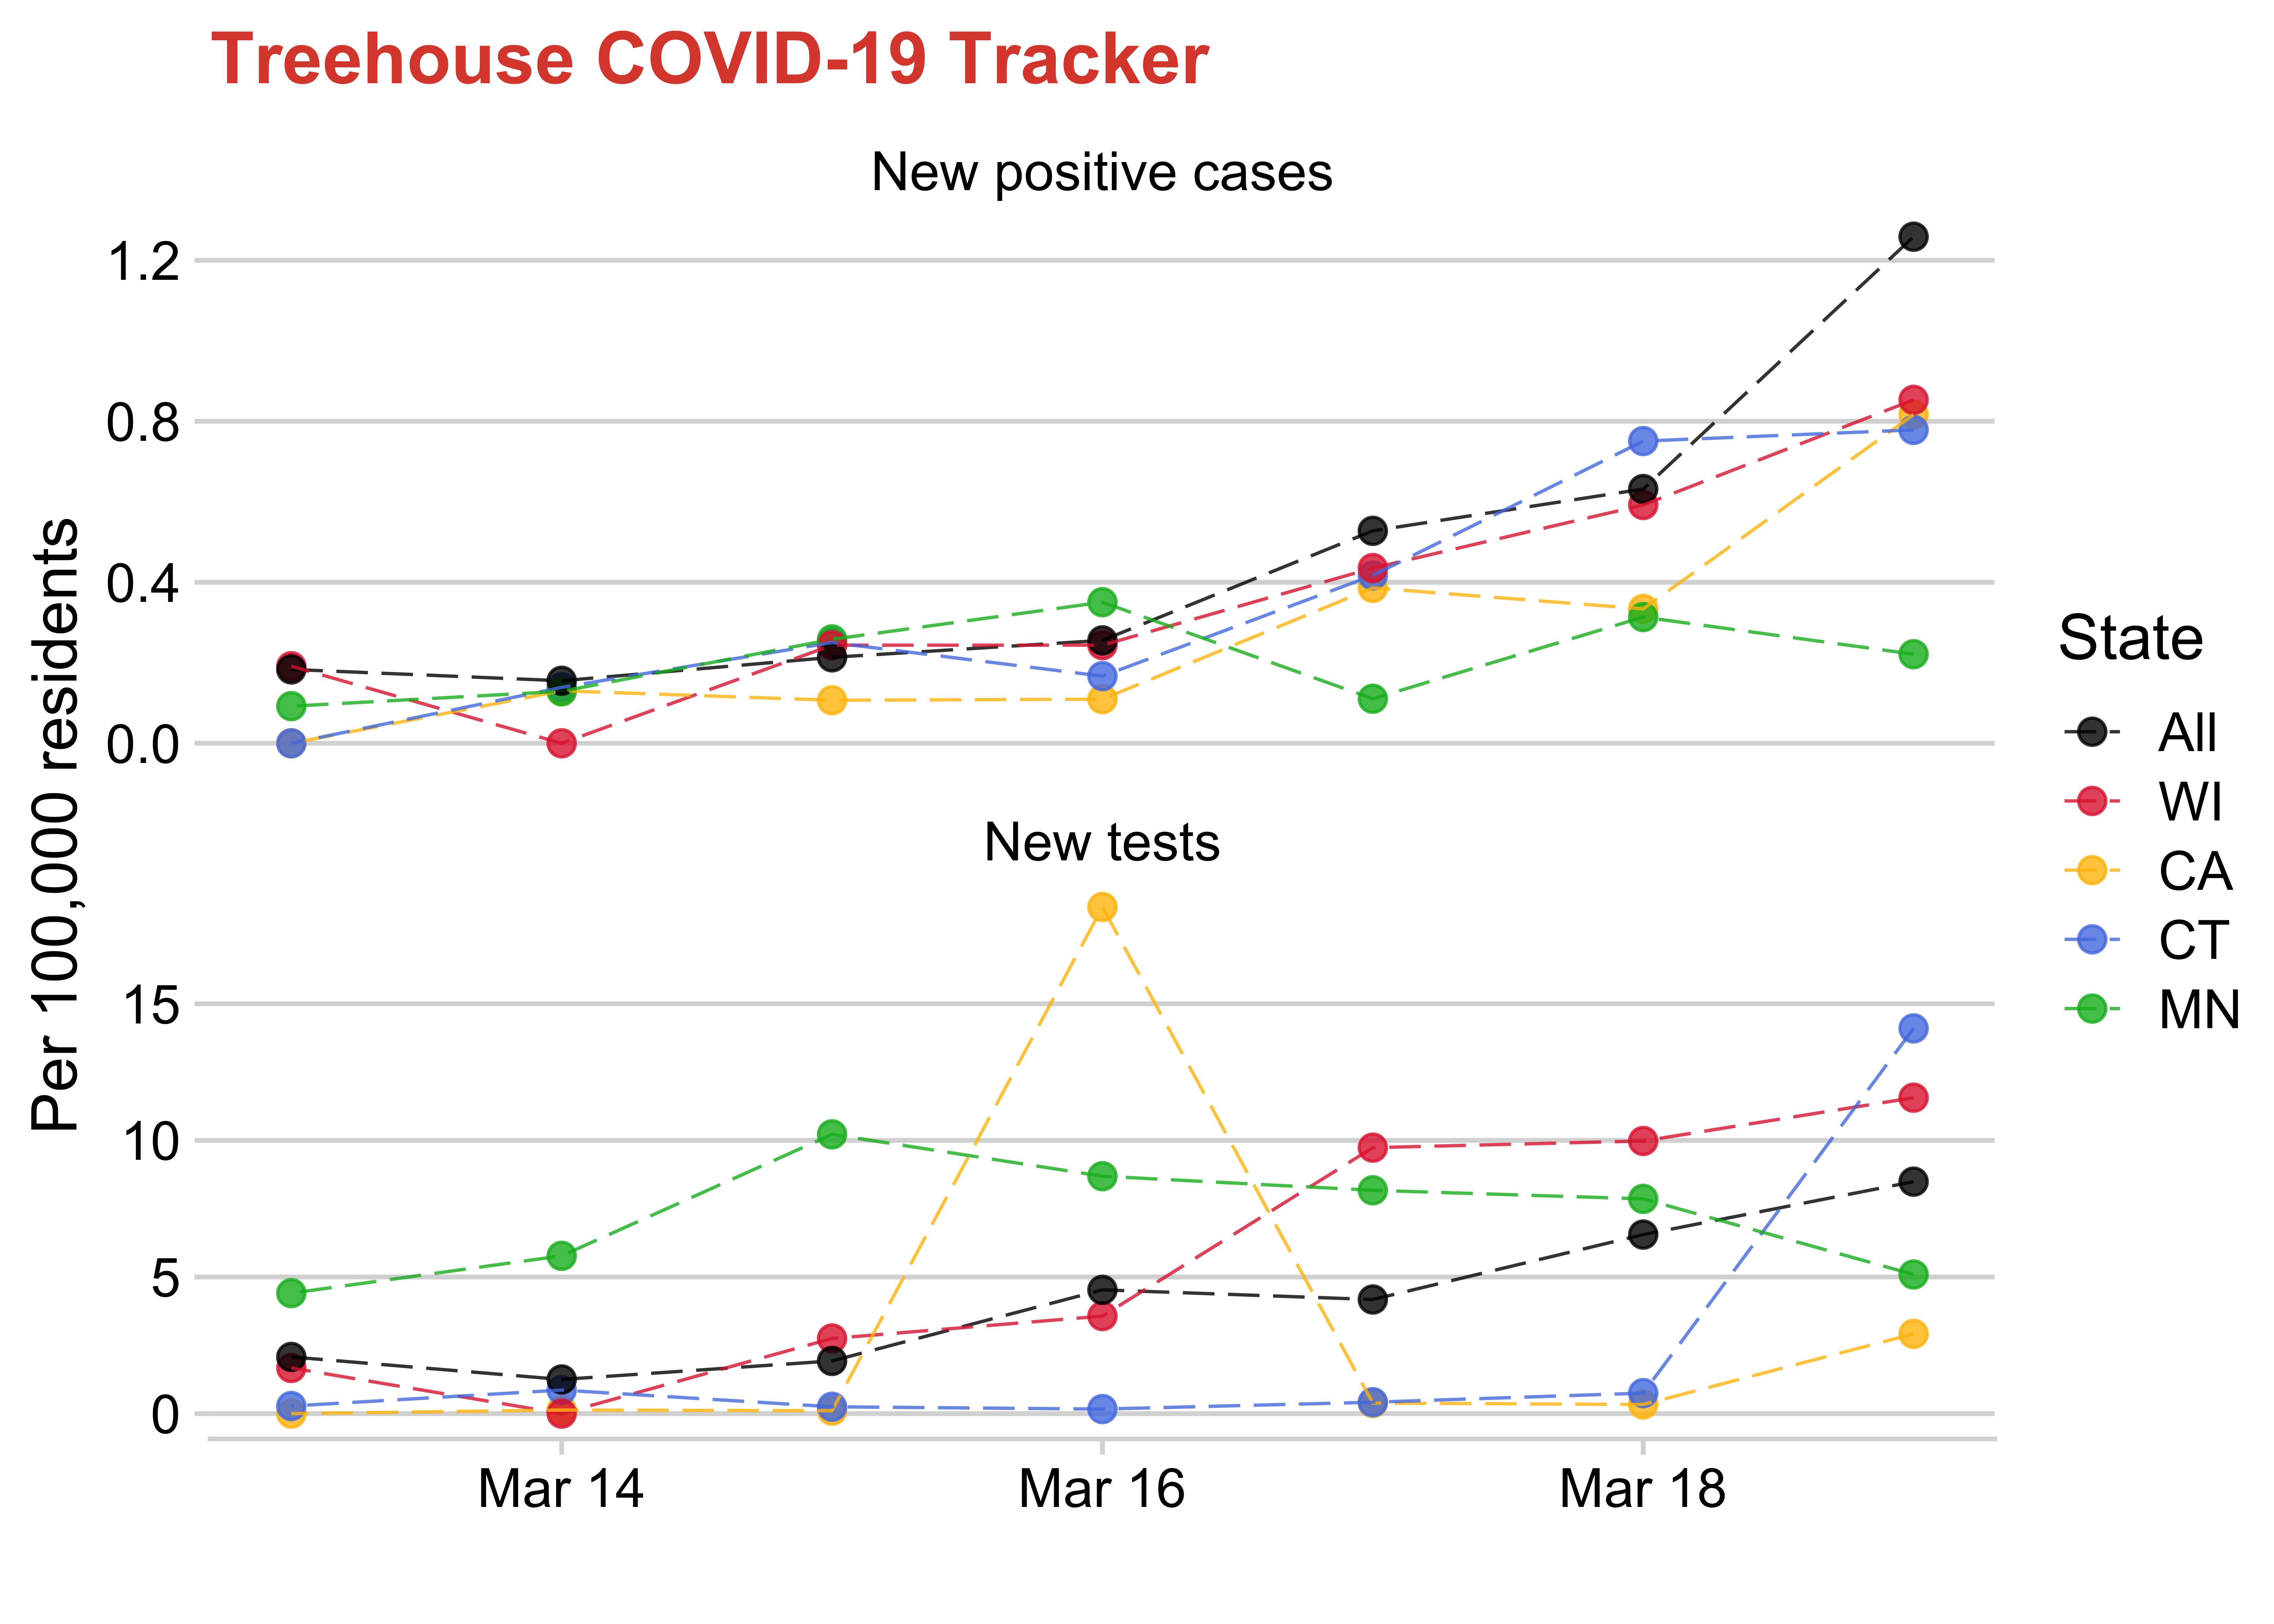 Treehouse COVID-19 Tracker
New positive cases
1.2
0.8
0.4
0.0
Per 100,000 residents
New tests
15
10
5
0
Mar 14
Mar 16
Mar 18
State
All
WI
CA
CT
MN